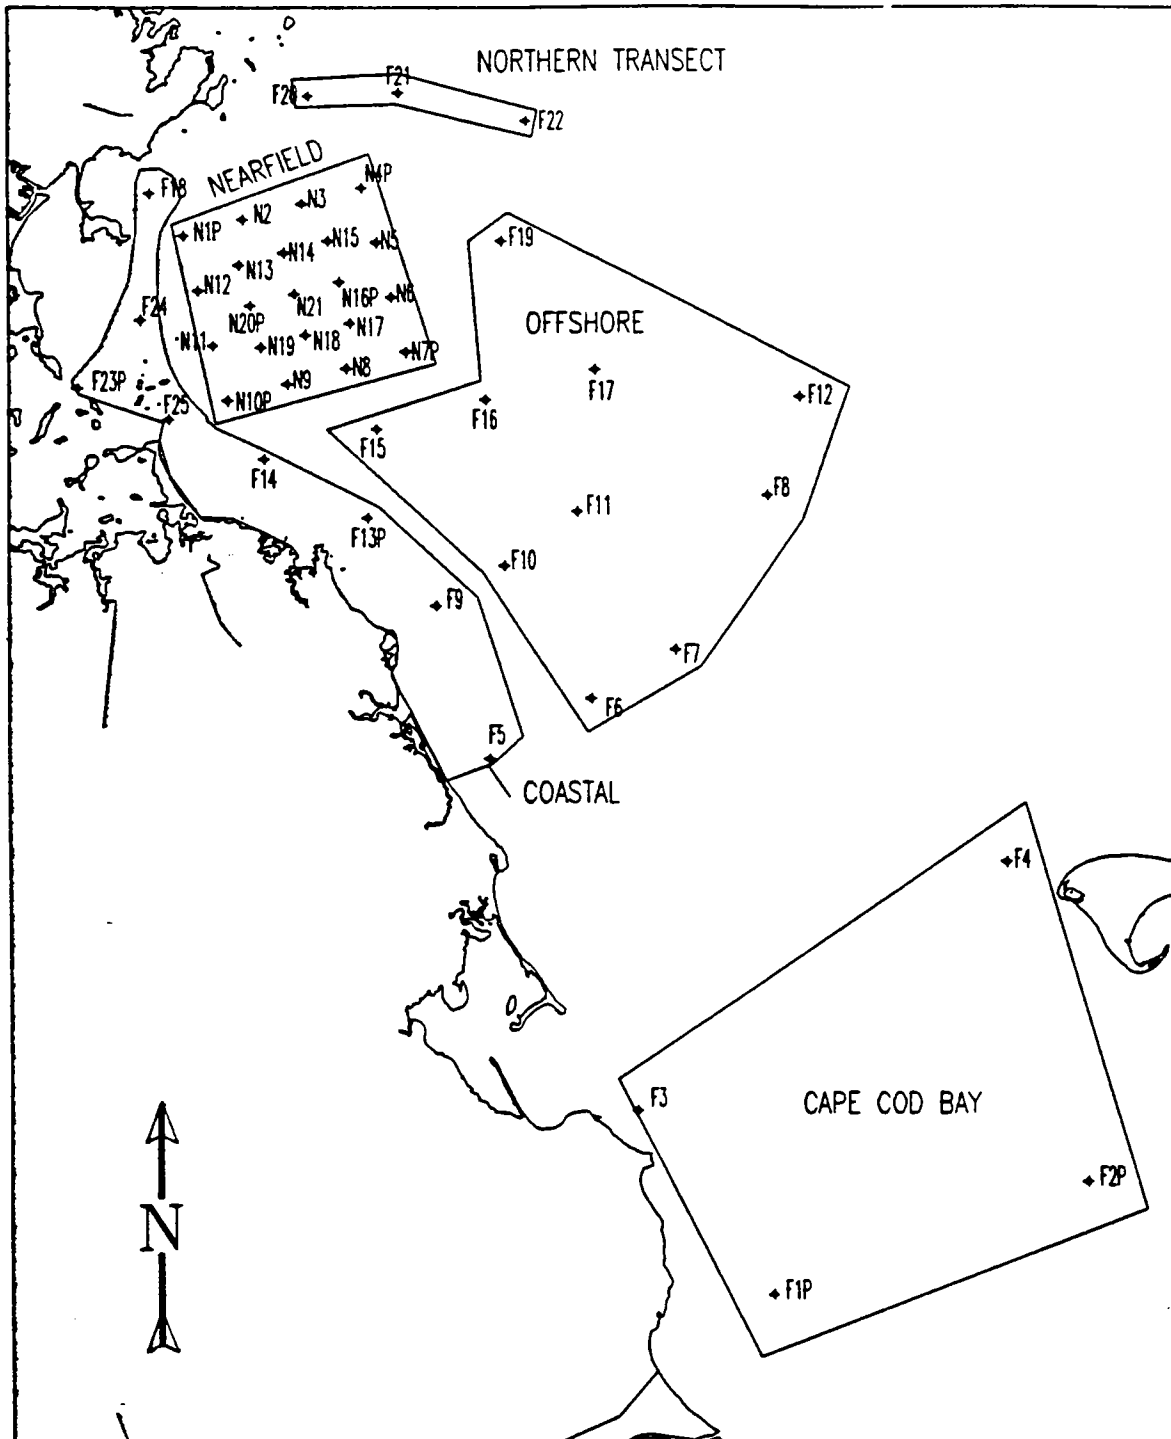 NORTHERN TRANSECT
F20
F21
F22
NEARFIELD
F18
N1P
N2
N3
N4P
N5
N15
N14
N13
N12
N16P
N6
N21
N20P
N17
N18
N19
N11
N7P
N8
N9
N10P
F24
F23P
F25
F19
OFFSHORE
F17
F12
F16
F15
F14
F8
F11
F13P
F10
F9
F7
F6
F5
COASTAL
F4
F3
CAPE COD BAY
F2P
F1P
N